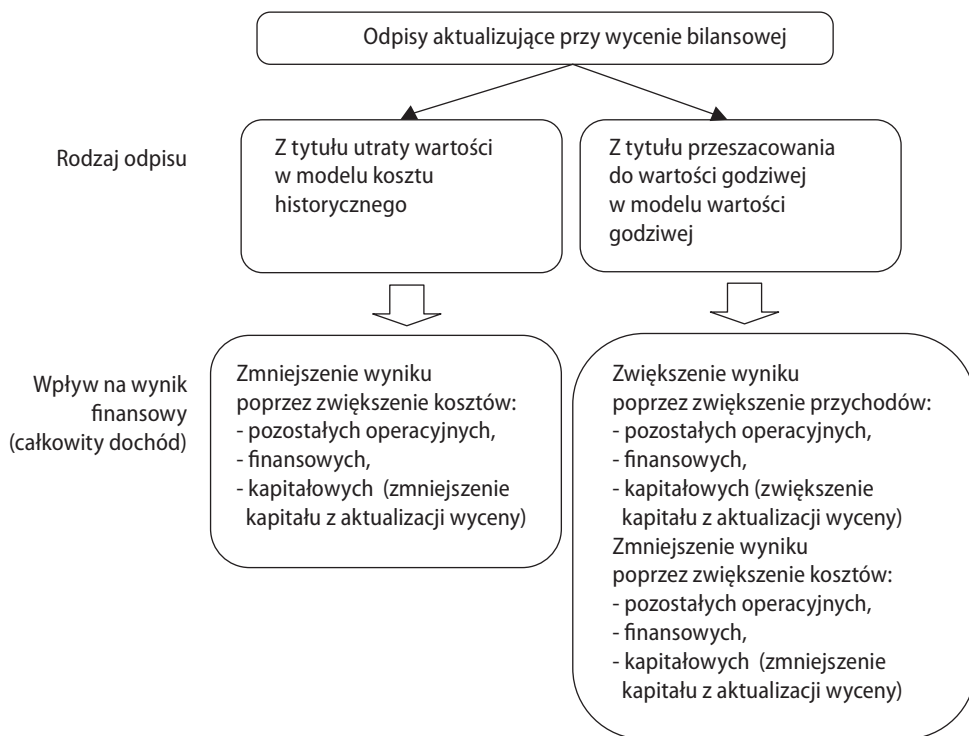 Odpisy aktualizujące przy wycenie bilansowej
Rodzaj odpisu
Z tytułu utraty wartości
w modelu kosztu
historycznego
Z tytułu przeszacowania
do wartości godziwej
w modelu wartości
godziwej
Wpływ na wynik
finansowy
(całkowity dochód)
Zmniejszenie wyniku
poprzez zwiększenie kosztów:
- pozostałych operacyjnych,
- finansowych,
- kapitałowych (zmniejszenie
kapitału z aktualizacji wyceny)
Zwiększenie wyniku
poprzez zwiększenie przychodów:
- pozostałych operacyjnych,
- finansowych,
- kapitałowych (zwiększenie
kapitału z aktualizacji wyceny)
Zmniejszenie wyniku
poprzez zwiększenie kosztów:
- pozostałych operacyjnych,
- finansowych,
- kapitałowych (zmniejszenie
kapitału z aktualizacji wyceny)